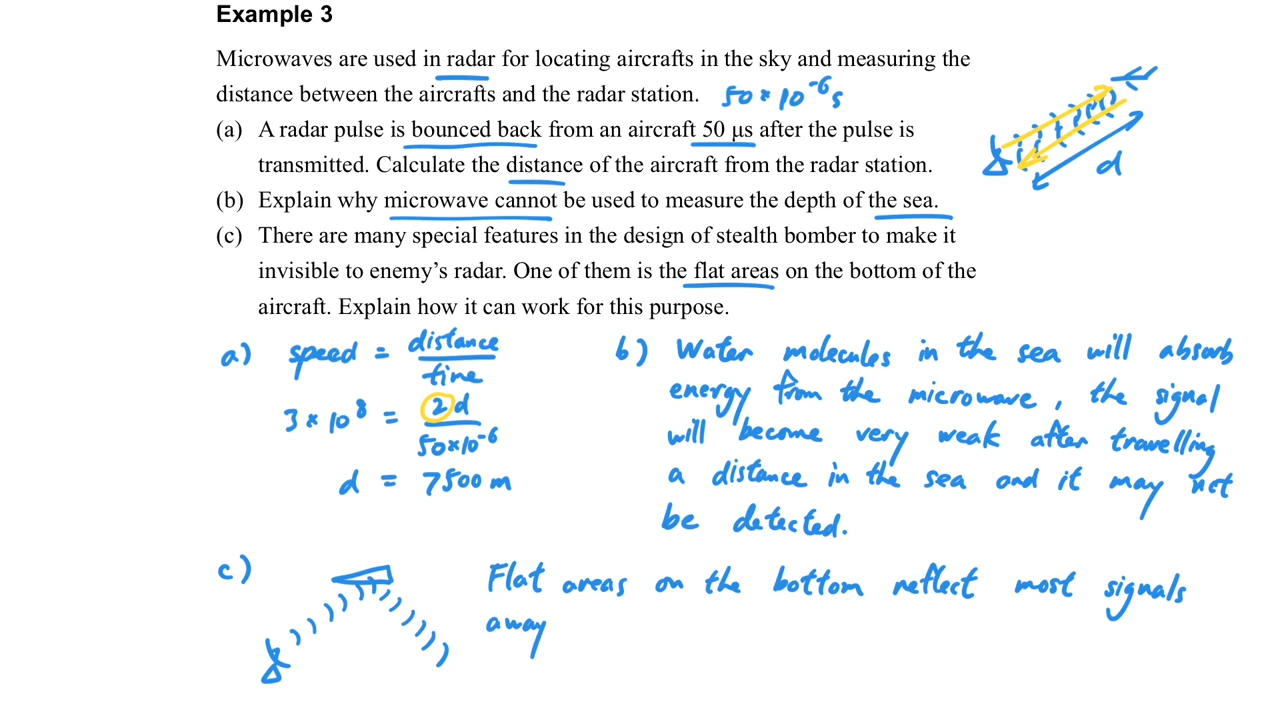 Example 3
Microwaves are used in radar for locating aircrafts in the sky and measuring the
distance between the aircrafts and the radar station. 50 × 10⁻⁶ s
(a) A radar pulse is bounced back from an aircraft 50 μs after the pulse is
transmitted. Calculate the distance of the aircraft from the radar station.
d
(b) Explain why microwave cannot be used to measure the depth of the sea.
(c) There are many special features in the design of stealth bomber to make it
invisible to enemy’s radar. One of them is the flat areas on the bottom of the
aircraft. Explain how it can work for this purpose.
a) speed = distance / time
3 × 10⁸ = 2d / 50×10⁻⁶
d = 7500 m
b) Water molecules in the sea will absorb
energy from the microwave, the signal
will become very weak after travelling
a distance in the sea and it may not
be detected.
c) Flat areas on the bottom reflect most signals
away